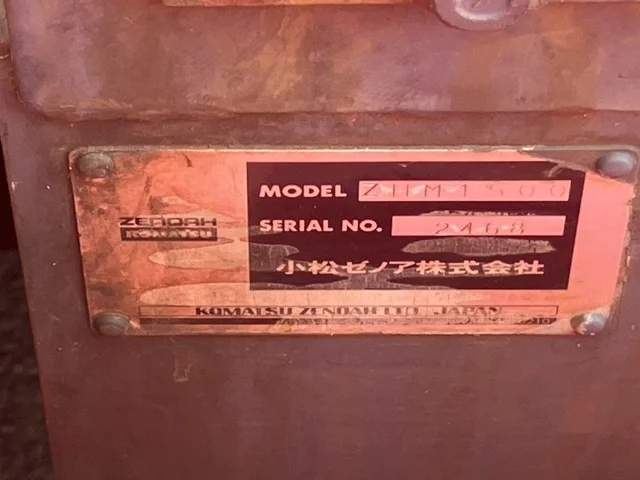 MODEL ZHM1500
ZENOAH
KOMATSU
SERIAL NO. 2468
小松ゼノア株式会社
KOMATSU ZENOAH LTD. JAPAN